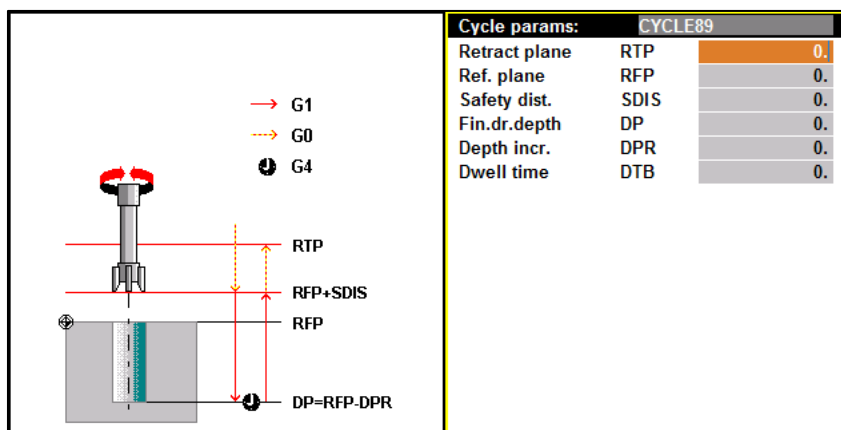 G1
G0
G4
RTP
RFP+SDIS
RFP
DP=RFP-DPR
Cycle params: CYCLE89
Retract plane RTP 0.
Ref. plane RFP 0.
Safety dist. SDIS 0.
Fin.dr.depth DP 0.
Depth incr. DPR 0.
Dwell time DTB 0.